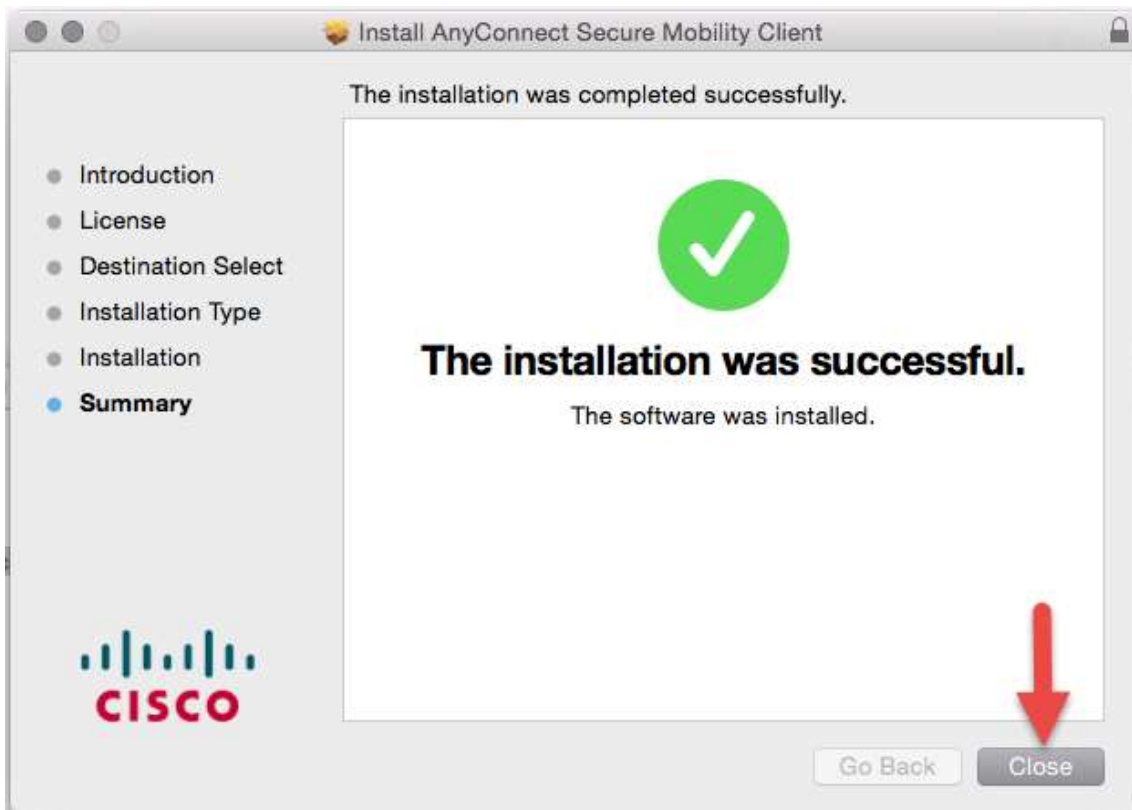 Install AnyConnect Secure Mobility Client
The installation was completed successfully.
Introduction
License
Destination Select
Installation Type
Installation
Summary
The installation was successful.
The software was installed.
CISCO
Go Back
Close